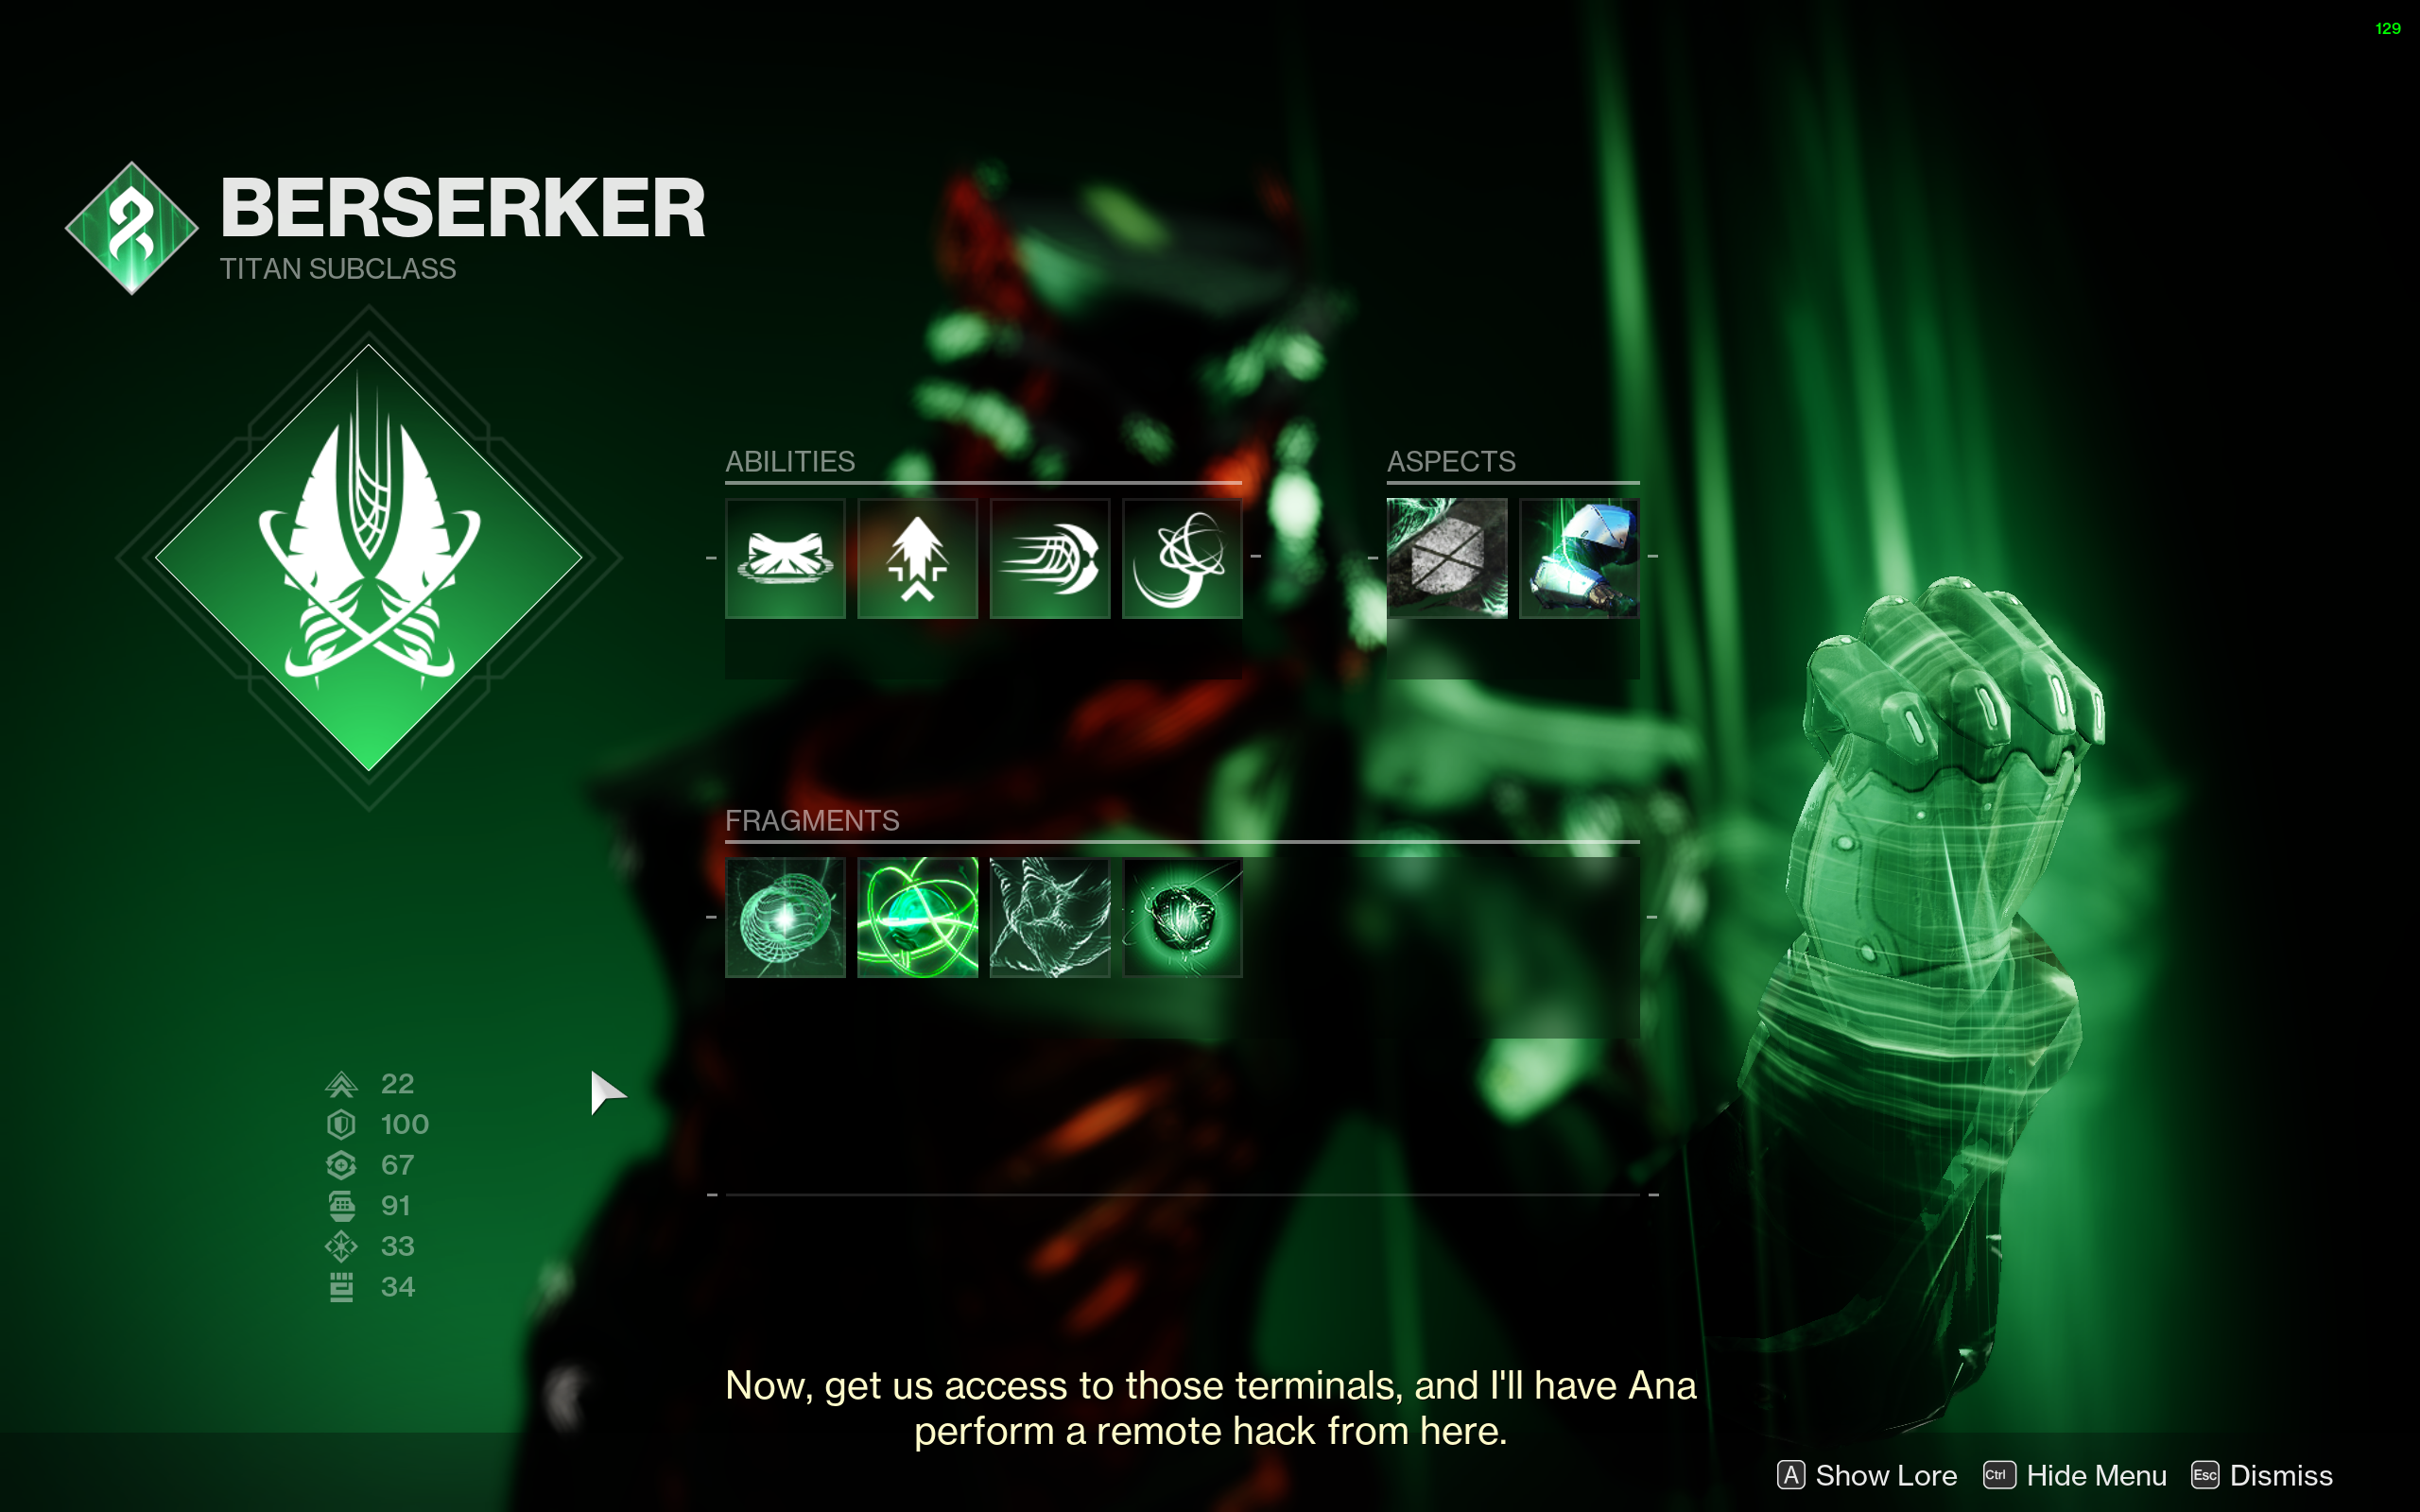 129
BERSERKER
TITAN SUBCLASS
ABILITIES
ASPECTS
FRAGMENTS
22
100
67
91
33
34
Now, get us access to those terminals, and I'll have Ana
perform a remote hack from here.
A Show Lore Ctrl Hide Menu Esc Dismiss